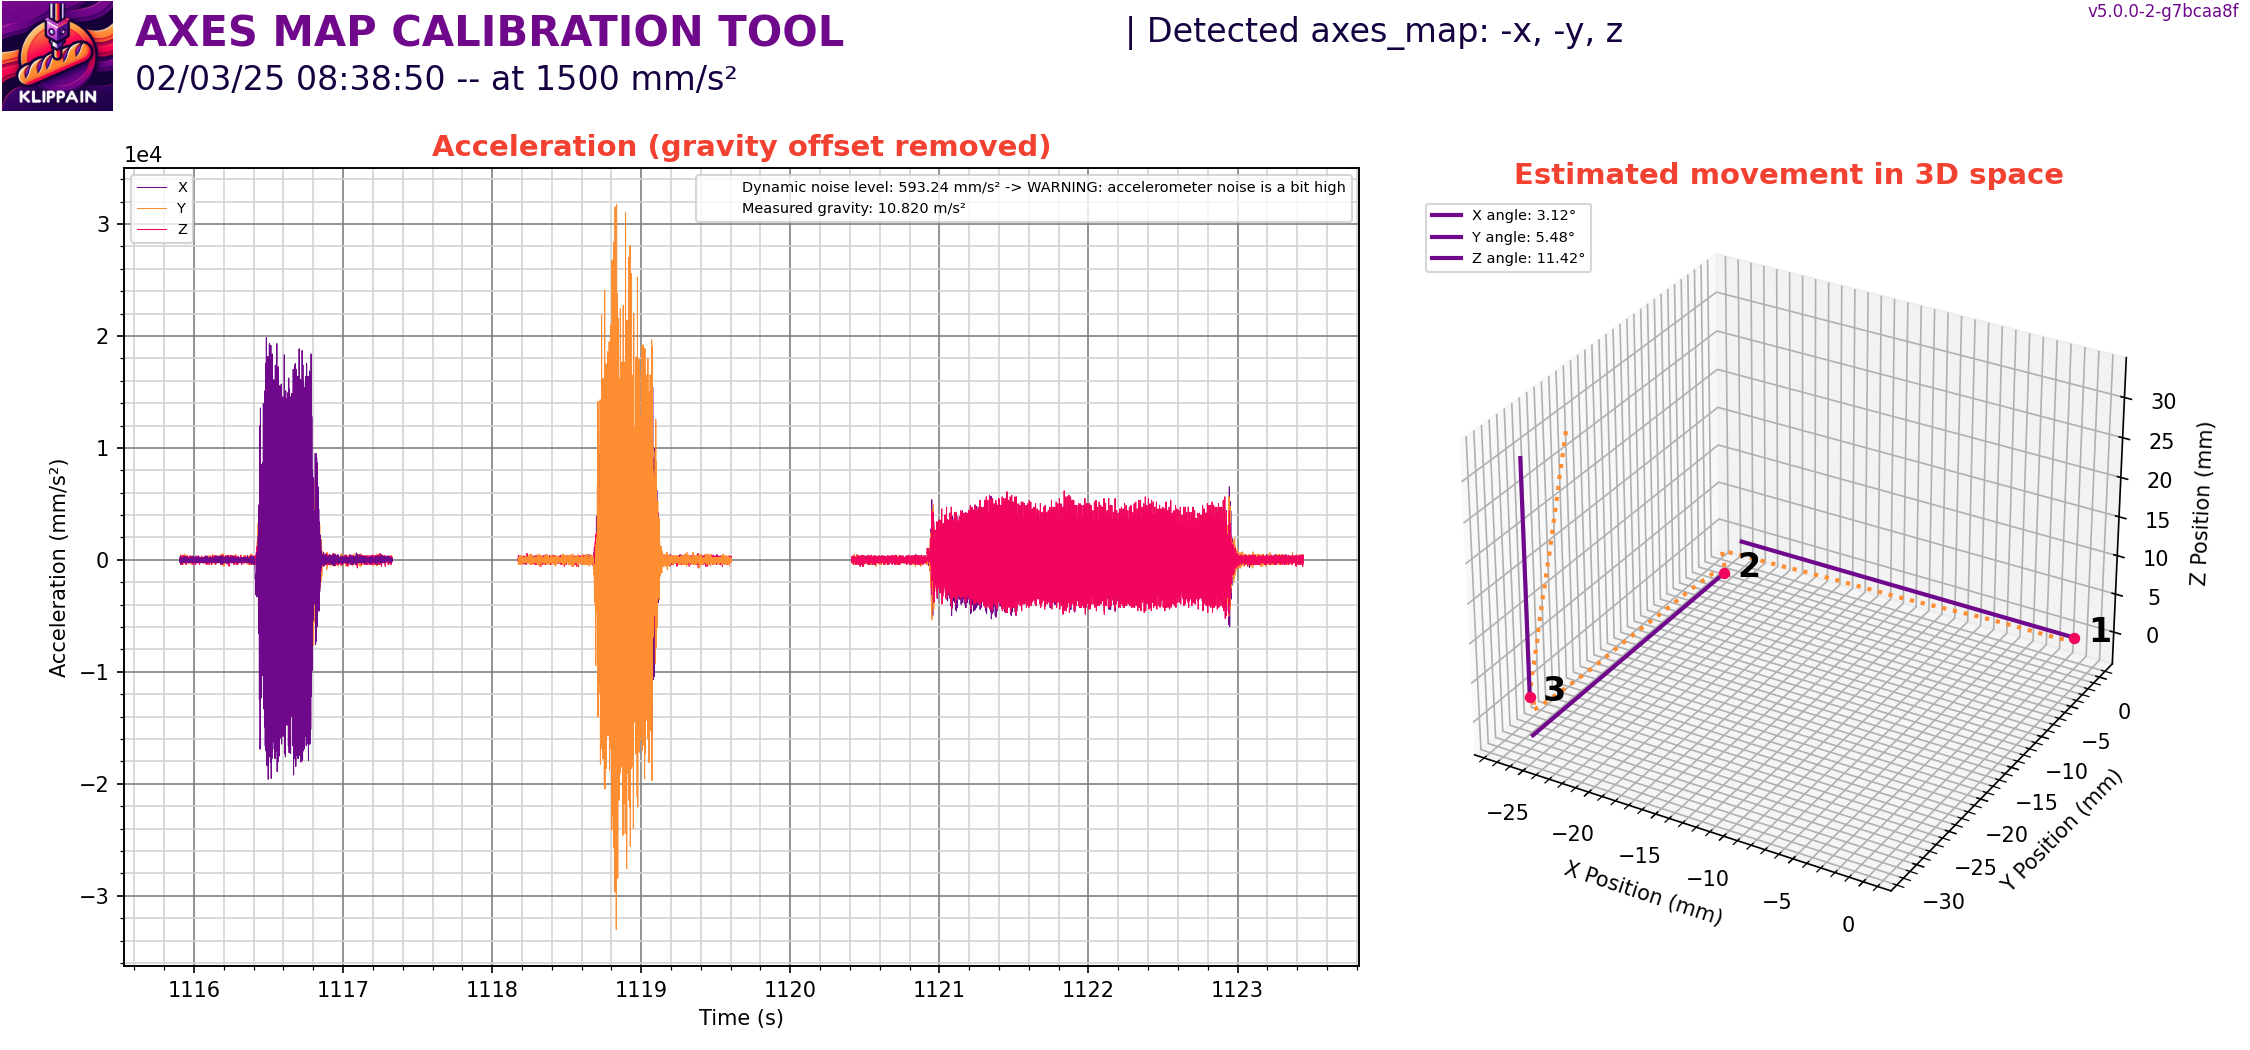 KLIPPAIN
AXES MAP CALIBRATION TOOL
02/03/25 08:38:50 -- at 1500 mm/s²
| Detected axes_map: -x, -y, z
v5.0.0-2-g7bcaa8f
Acceleration (gravity offset removed)
1e4
X
Y
Z
Dynamic noise level: 593.24 mm/s² -> WARNING: accelerometer noise is a bit high
Measured gravity: 10.820 m/s²
3
2
1
0
−1
−2
−3
Acceleration (mm/s²)
1116
1117
1118
1119
1120
1121
1122
1123
Time (s)
Estimated movement in 3D space
X angle: 3.12°
Y angle: 5.48°
Z angle: 11.42°
1
2
3
30
25
20
15
10
5
0
Z Position (mm)
0
−5
−10
−15
−20
−25
−30
Y Position (mm)
−25
−20
−15
−10
−5
0
X Position (mm)